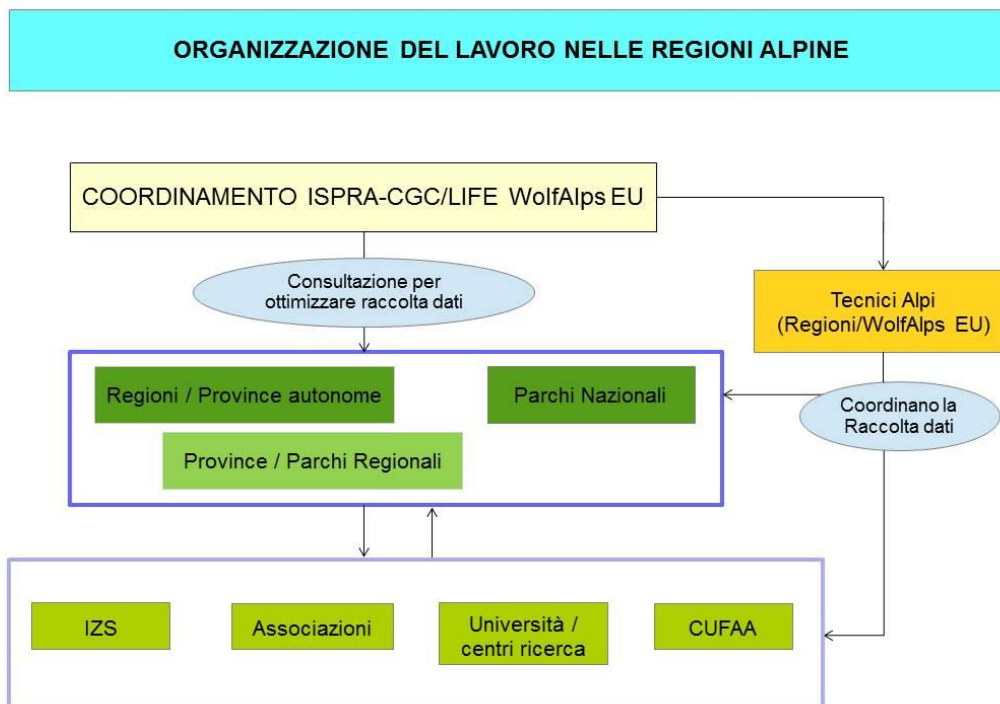 ORGANIZZAZIONE DEL LAVORO NELLE REGIONI ALPINE
COORDINAMENTO ISPRA-CGC/LIFE WolfAlps EU
Consultazione per
ottimizzare raccolta dati
Tecnici Alpi
(Regioni/WolfAlps EU)
Regioni / Province autonome
Parchi Nazionali
Coordinano la
Raccolta dati
Province / Parchi Regionali
IZS
Associazioni
Università /
centri ricerca
CUFAA